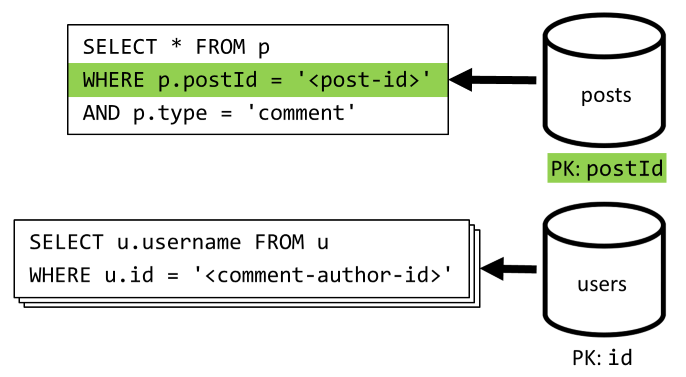 SELECT * FROM p
WHERE p.postId = '<post-id>'
AND p.type = 'comment'
posts
PK: postId
SELECT u.username FROM u
WHERE u.id = '<comment-author-id>'
users
PK: id